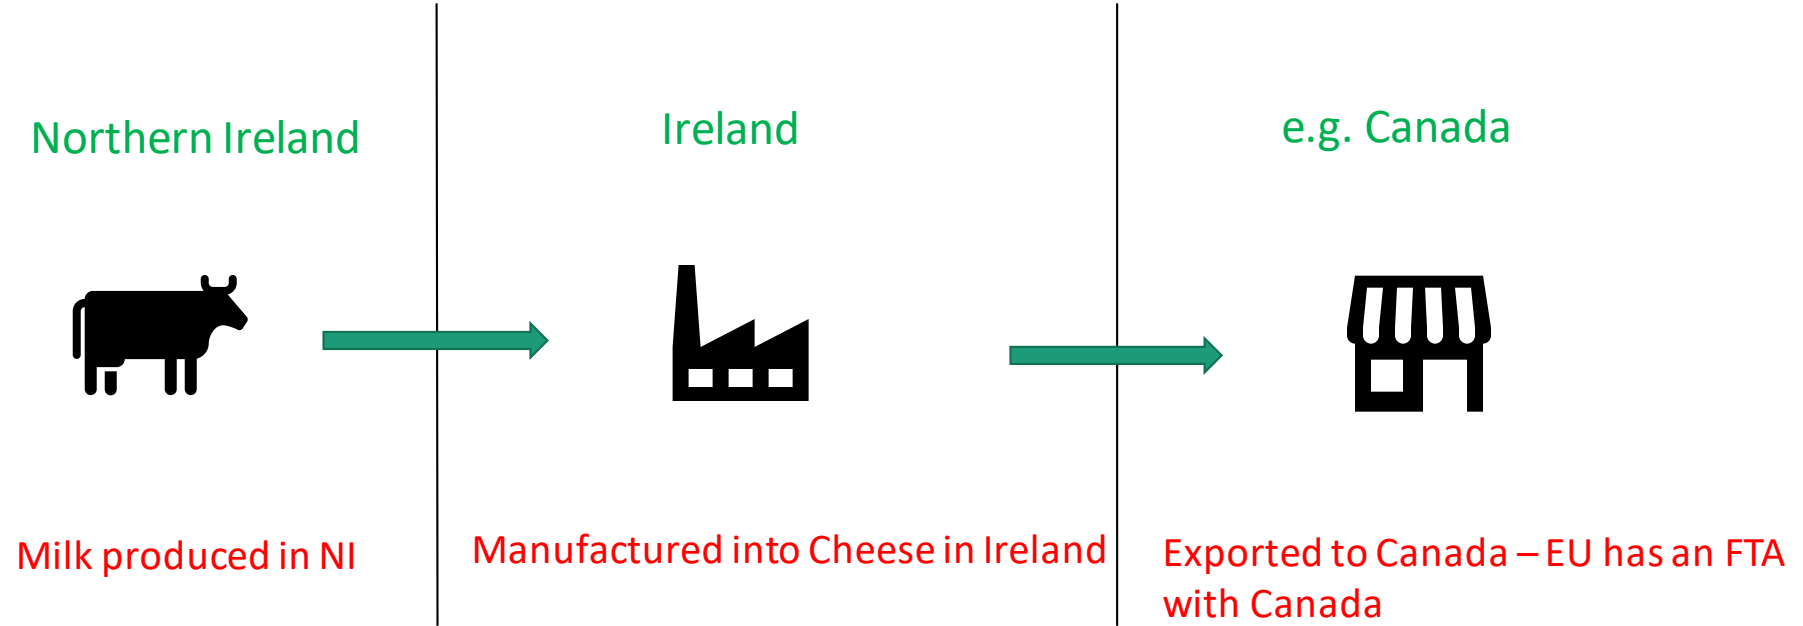 Northern Ireland
Ireland
e.g. Canada
Milk produced in NI
Manufactured into Cheese in Ireland
Exported to Canada – EU has an FTA
with Canada